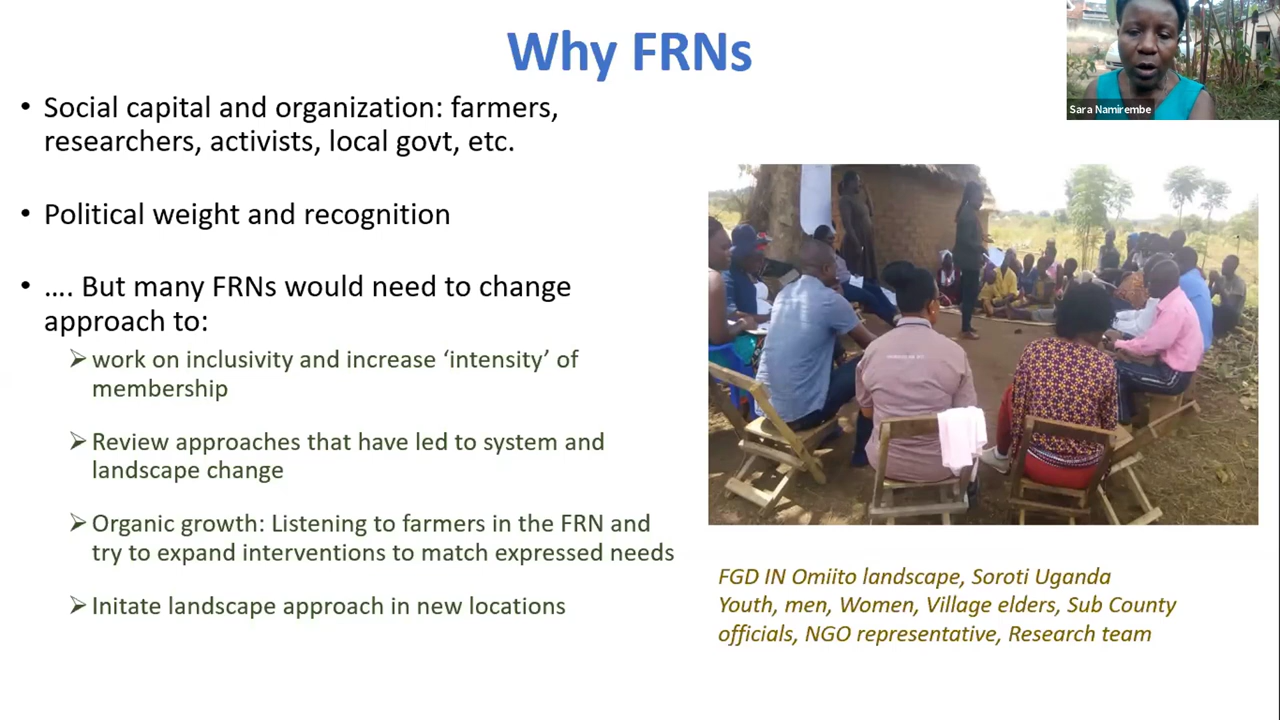 Why FRNs
• Social capital and organization: farmers,
researchers, activists, local govt, etc.
• Political weight and recognition
• .... But many FRNs would need to change
approach to:
➢ work on inclusivity and increase ‘intensity’ of
membership
➢ Review approaches that have led to system and
landscape change
➢ Organic growth: Listening to farmers in the FRN and
try to expand interventions to match expressed needs
➢ Initate landscape approach in new locations
Sara Namirembe
FGD IN Omiito landscape, Soroti Uganda
Youth, men, Women, Village elders, Sub County
officials, NGO representative, Research team